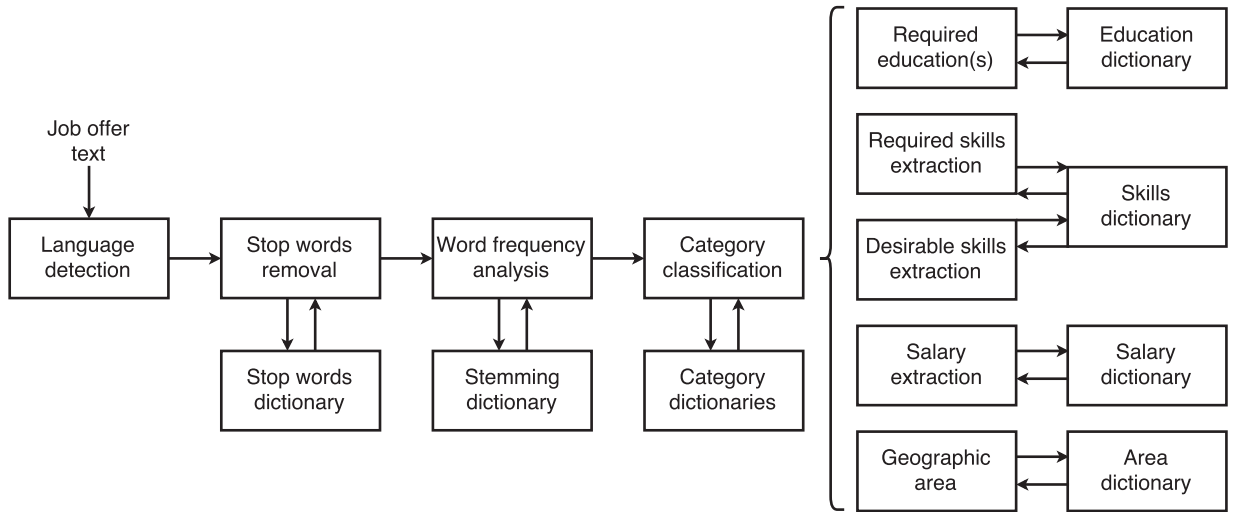 Job offer
text
Language
detection
Stop words
removal
Stop words
dictionary
Word frequency
analysis
Stemming
dictionary
Category
classification
Category
dictionaries
Required
education(s)
Education
dictionary
Required skills
extraction
Skills
dictionary
Desirable skills
extraction
Salary
extraction
Salary
dictionary
Geographic
area
Area
dictionary